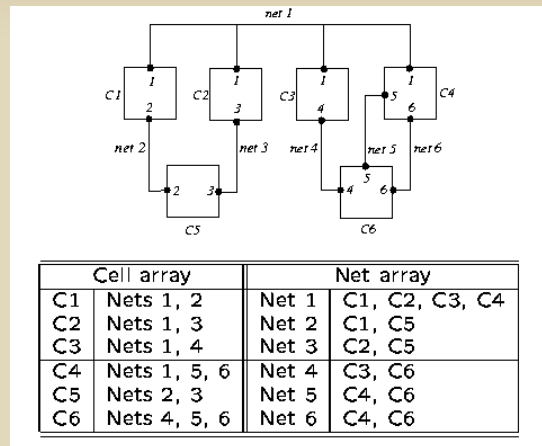 net 1
1 1 1 1
C1 C2 C3 5 C4
2 3 4 6
net 2 net 3 net 4 net 5 net 6
5
2 3 4 6
C5 C6
Cell array Net array
C1 Nets 1, 2 Net 1 C1, C2, C3, C4
C2 Nets 1, 3 Net 2 C1, C5
C3 Nets 1, 4 Net 3 C2, C5
C4 Nets 1, 5, 6 Net 4 C3, C6
C5 Nets 2, 3 Net 5 C4, C6
C6 Nets 4, 5, 6 Net 6 C4, C6